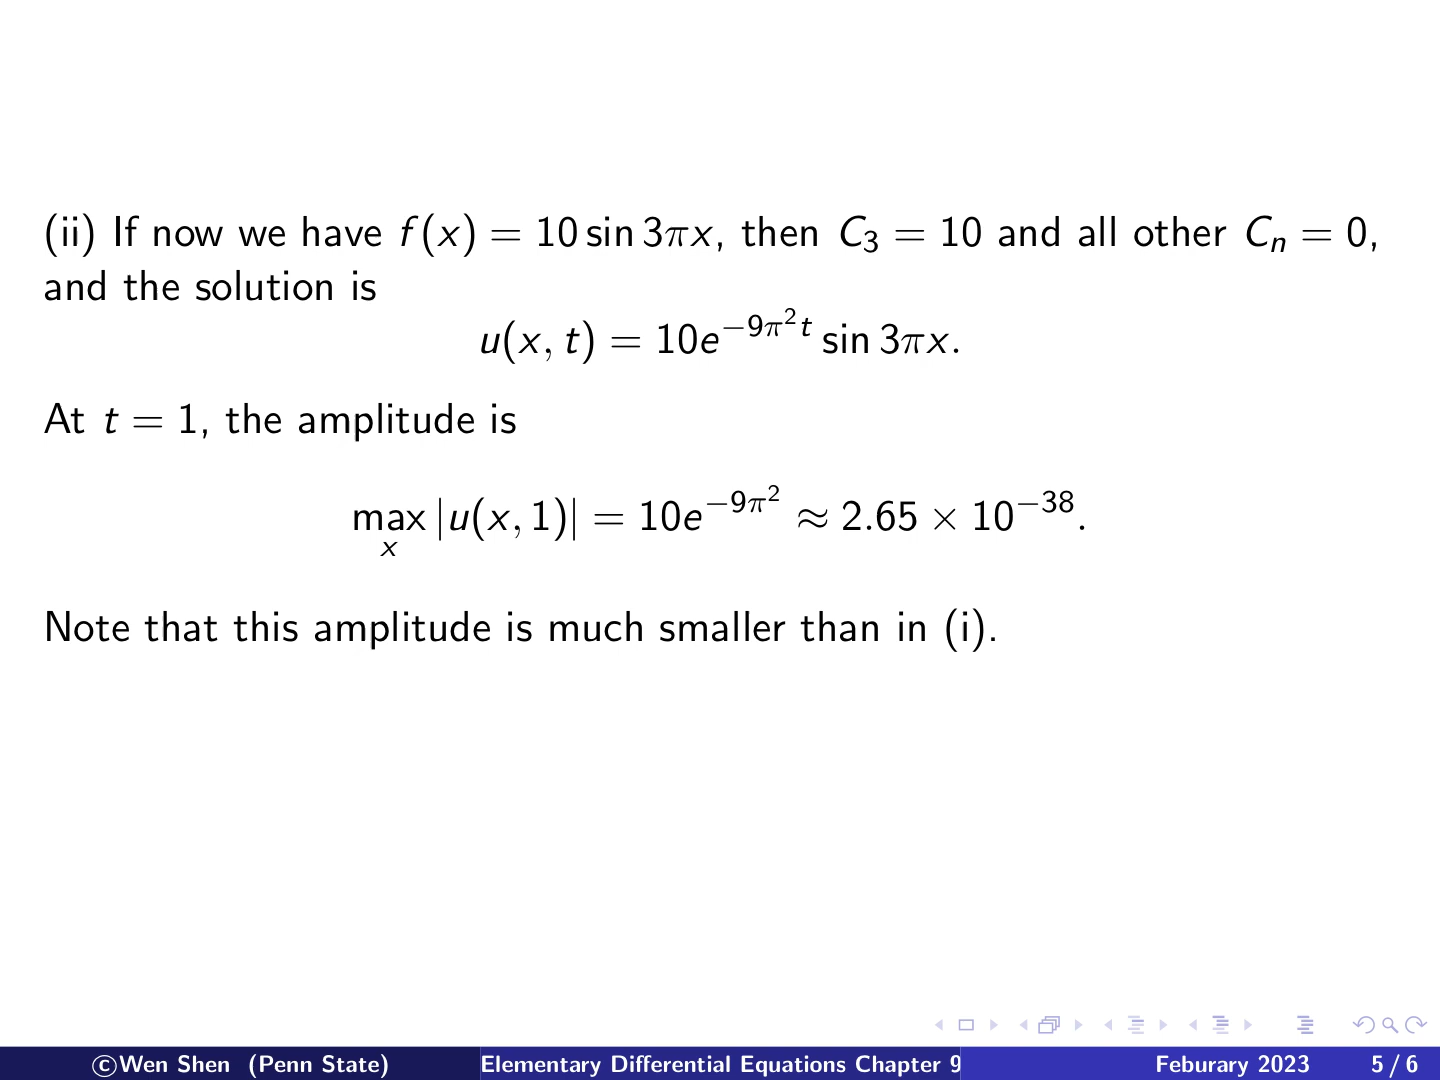 (ii) If now we have f(x) = 10 sin 3πx, then C₃ = 10 and all other Cₙ = 0,
and the solution is
u(x, t) = 10e^{−9π²t} sin 3πx.
At t = 1, the amplitude is
max_x |u(x, 1)| = 10e^{−9π²} ≈ 2.65 × 10^{−38}.
Note that this amplitude is much smaller than in (i).
©Wen Shen (Penn State) Elementary Differential Equations Chapter 9 Feburary 2023 5 / 6